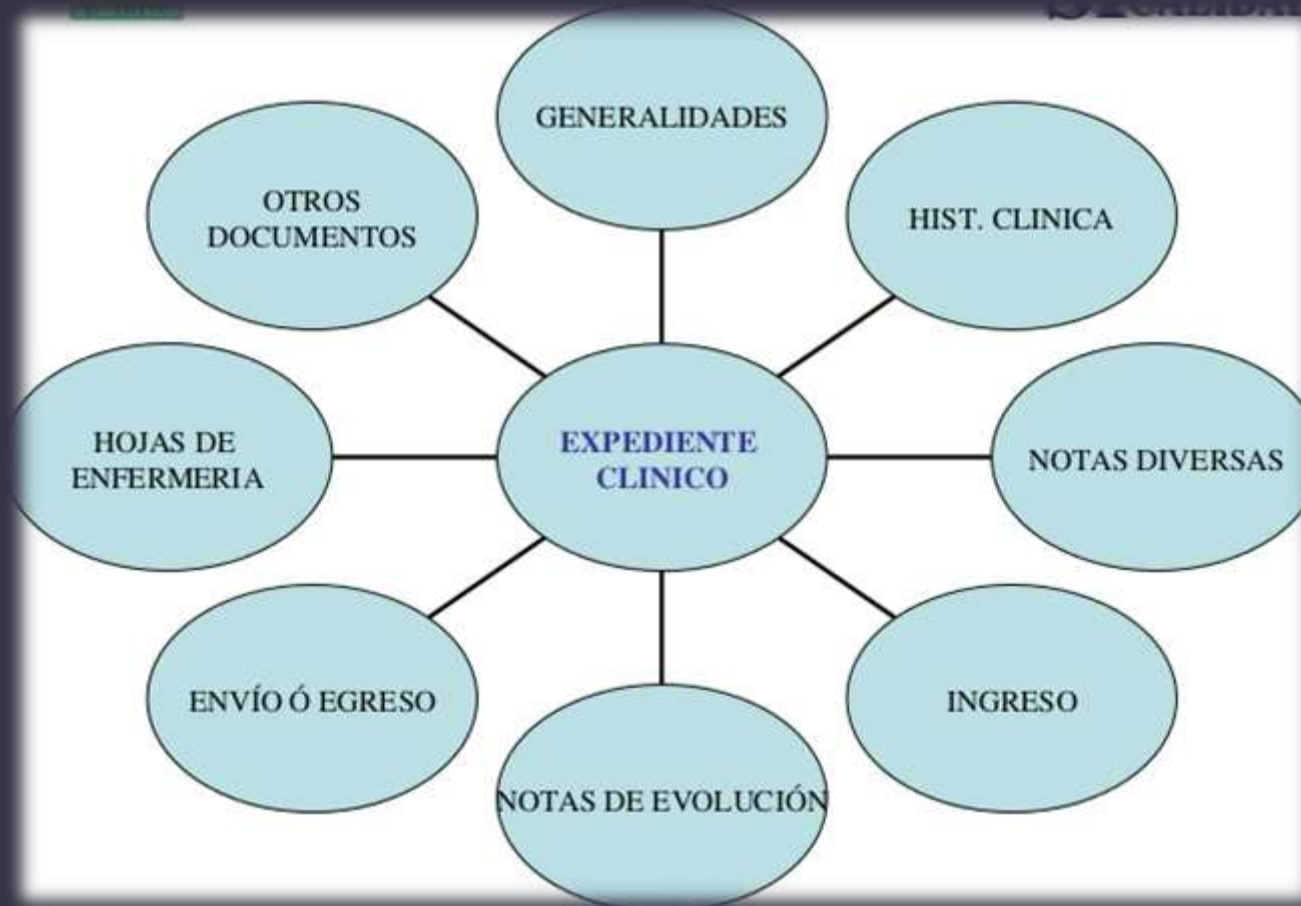 GENERALIDADES
OTROS
DOCUMENTOS
HIST. CLINICA
HOJAS DE
ENFERMERIA
EXPEDIENTE
CLINICO
NOTAS DIVERSAS
ENVÍO Ó EGRESO
INGRESO
NOTAS DE EVOLUCIÓN